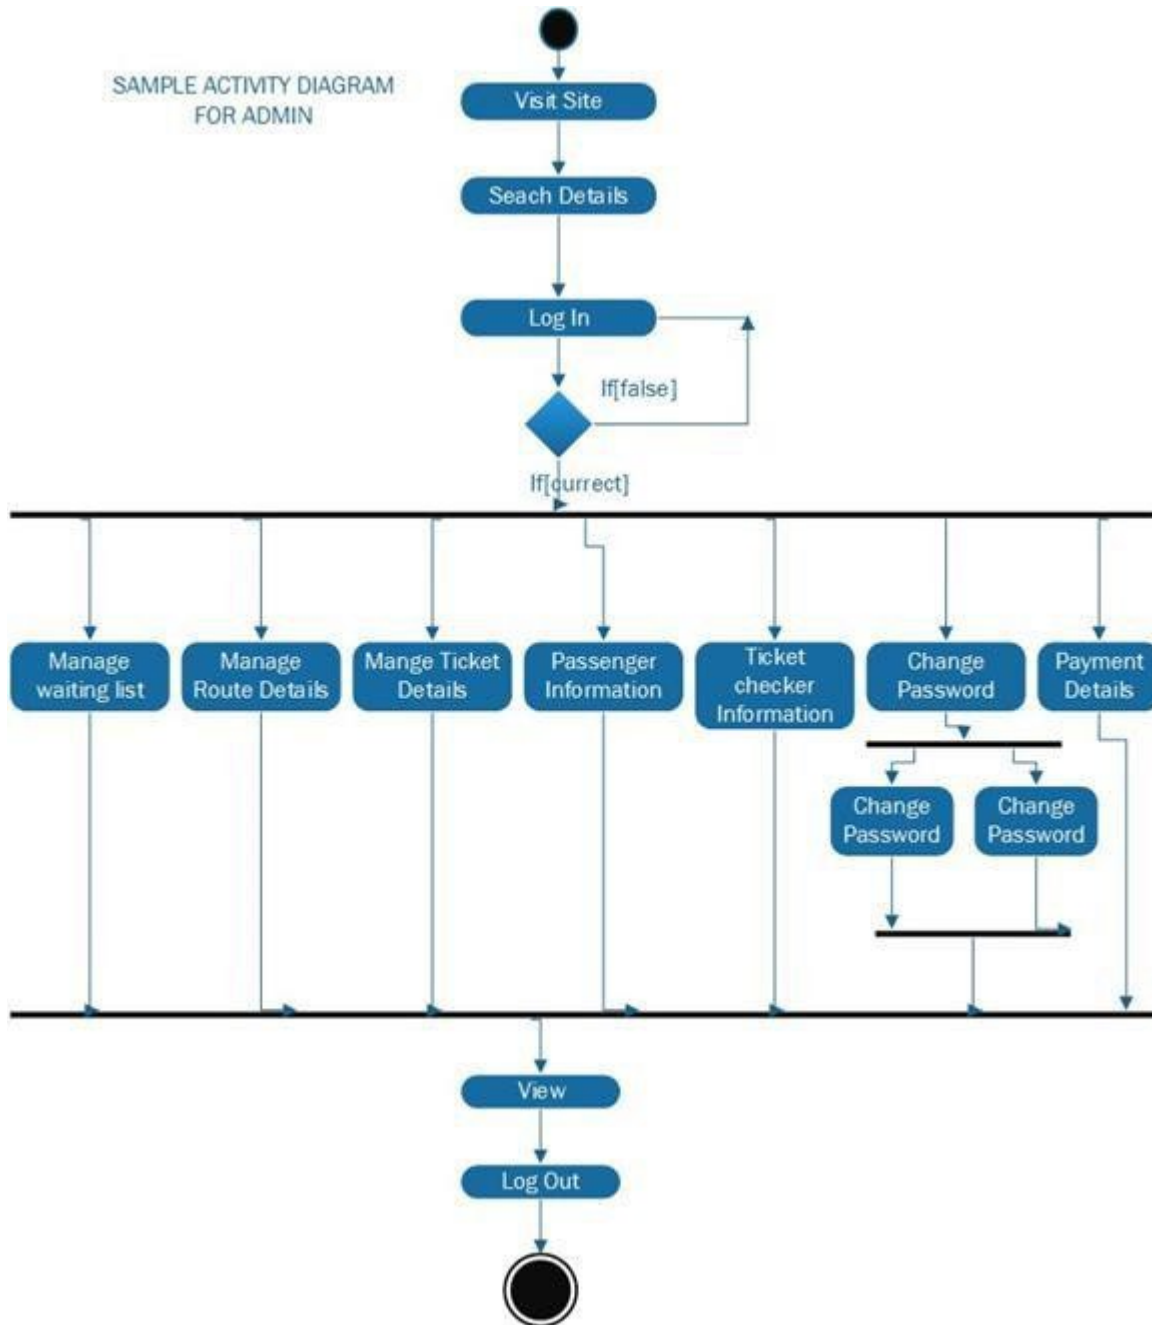 SAMPLE ACTIVITY DIAGRAM
FOR ADMIN
Visit Site
Seach Details
Log In
If[false]
If[currect]
Manage
waiting list
Manage
Route Details
Mange Ticket
Details
Passenger
Information
Ticket
checker
Information
Change
Password
Payment
Details
Change
Password
Change
Password
View
Log Out